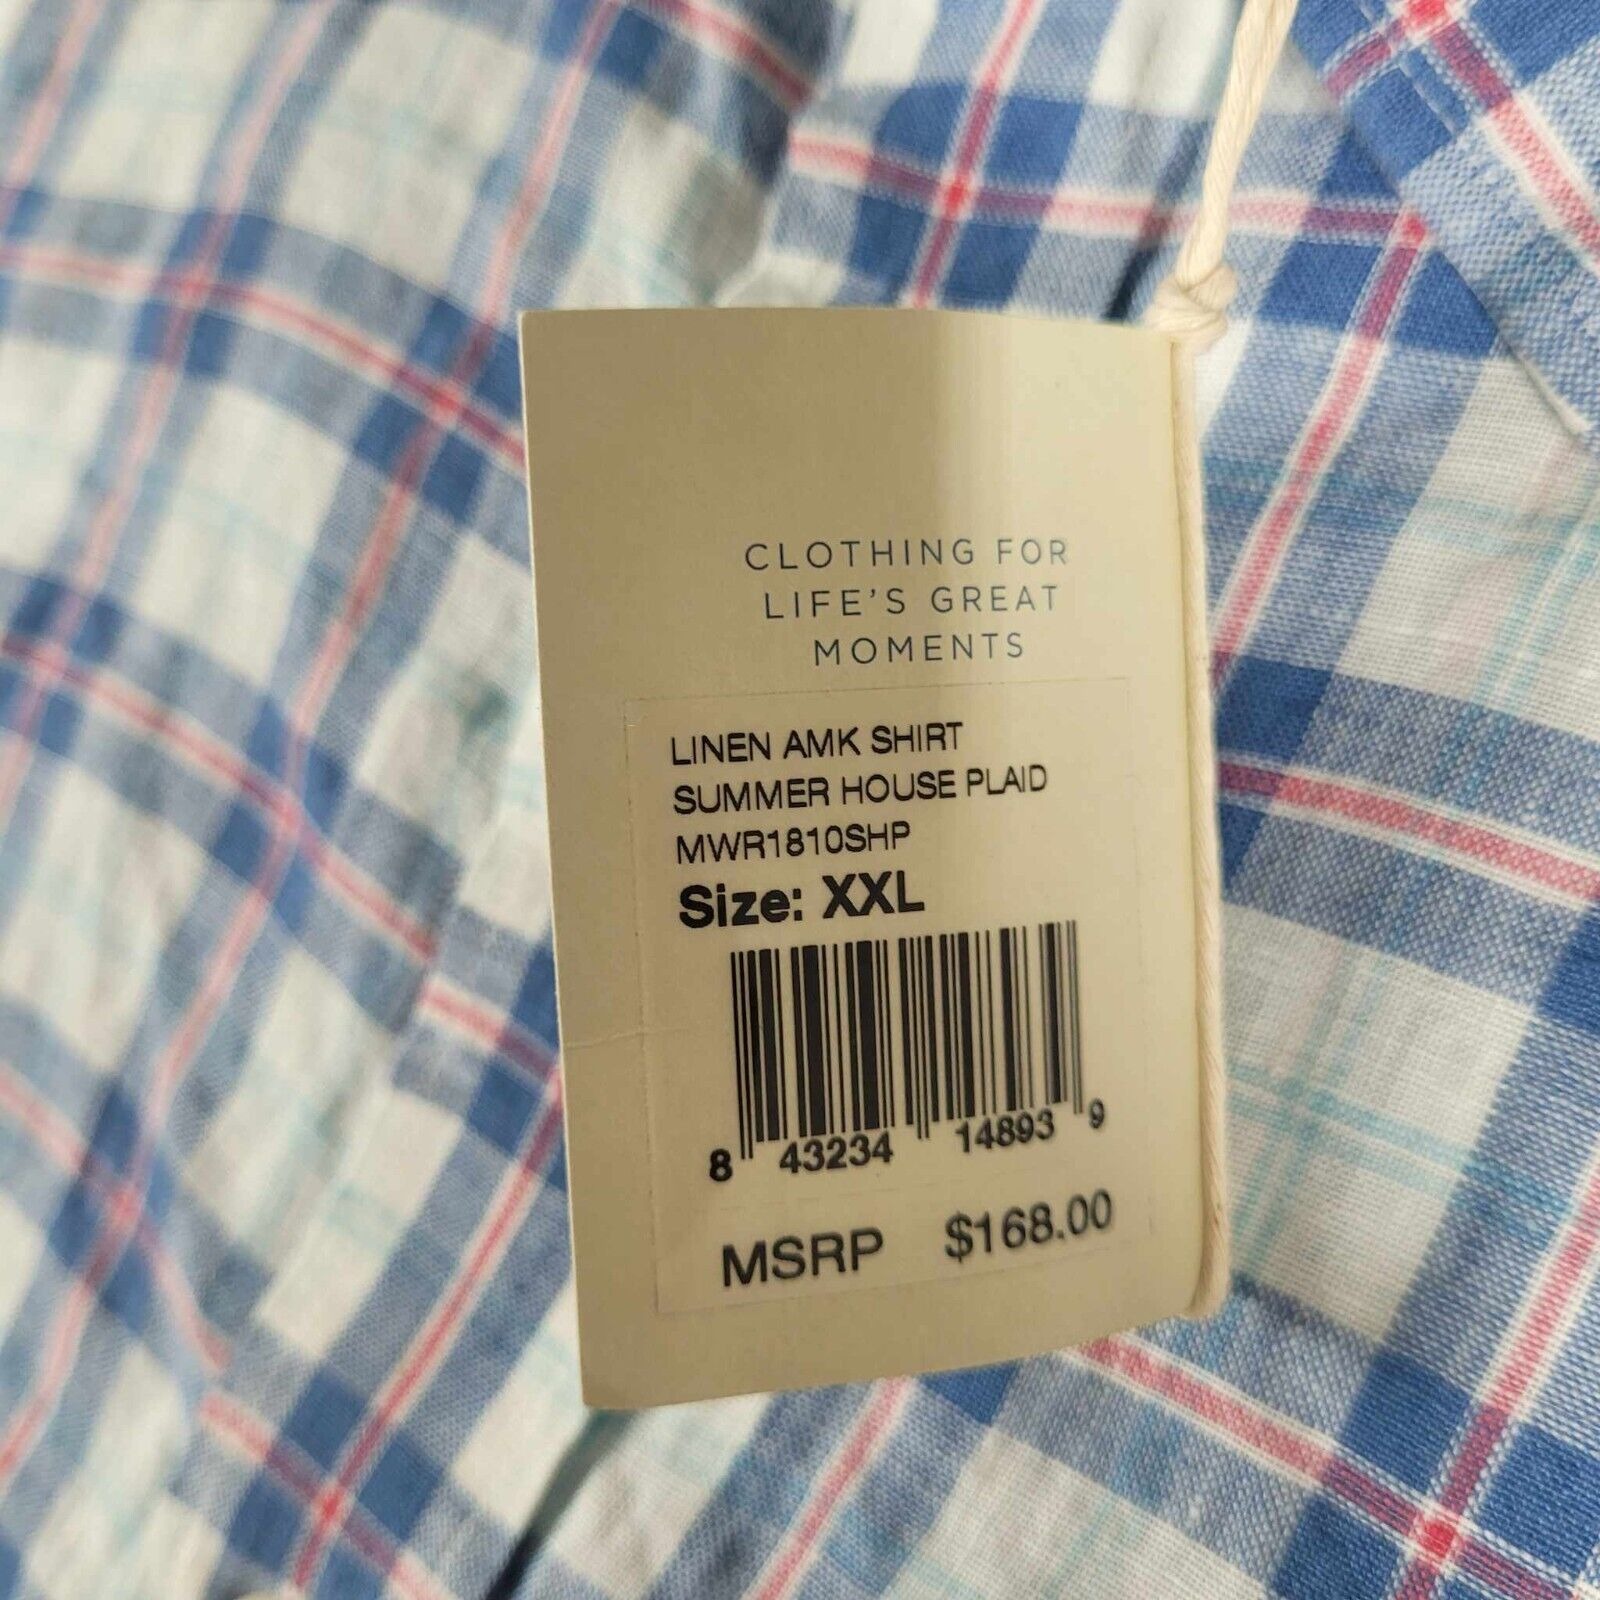 CLOTHING FOR
LIFE'S GREAT
MOMENTS
LINEN AMK SHIRT
SUMMER HOUSE PLAID
MWR1810SHP
Size: XXL
8 43234 14893 9
MSRP $168.00